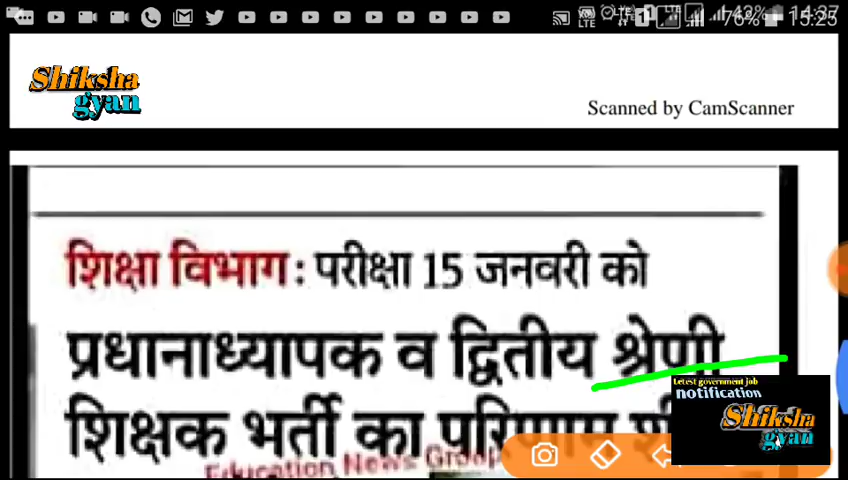 Shiksha
gyan
Scanned by CamScanner
शिक्षा विभाग: परीक्षा 15 जनवरी को
प्रधानाध्यापक व द्वितीय श्रेणी
शिक्षक भर्ती का परिणाम
Education News Group
Letest government job
notification
Shiksha
gyan